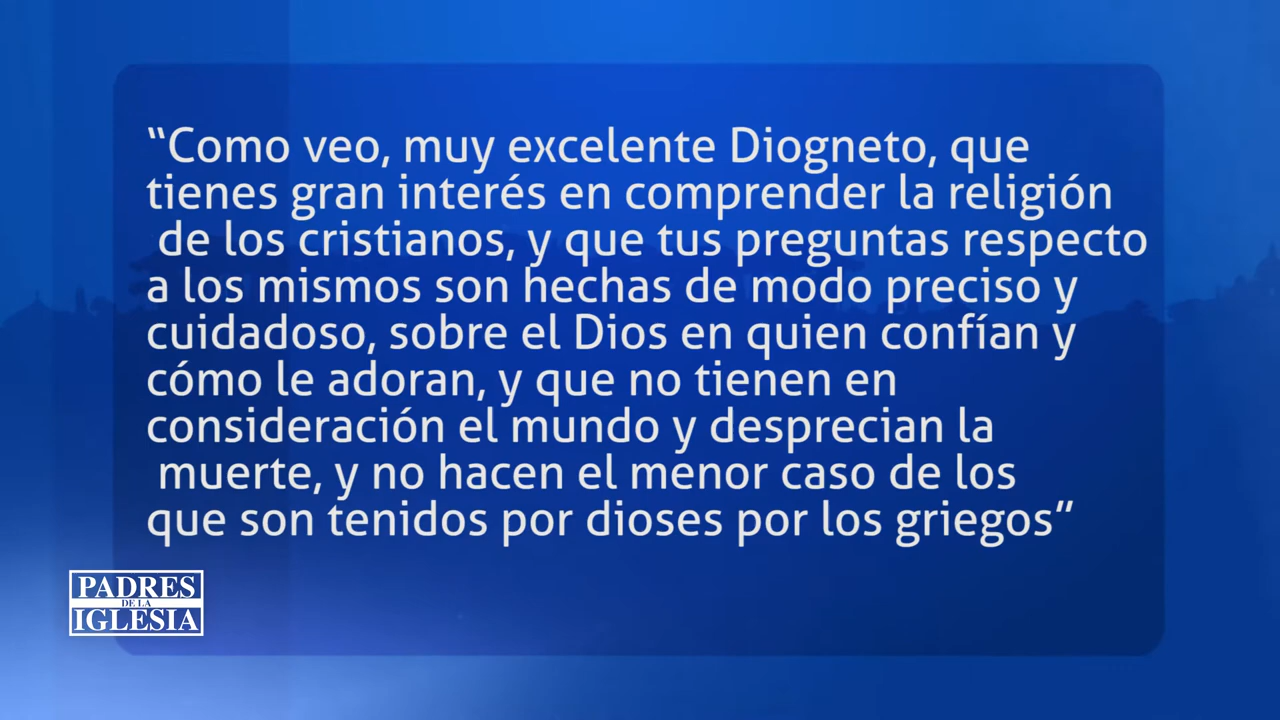 “Como veo, muy excelente Diogneto, que
tienes gran interés en comprender la religión
de los cristianos, y que tus preguntas respecto
a los mismos son hechas de modo preciso y
cuidadoso, sobre el Dios en quien confían y
cómo le adoran, y que no tienen en
consideración el mundo y desprecian la
muerte, y no hacen el menor caso de los
que son tenidos por dioses por los griegos”
PADRES
DE LA
IGLESIA